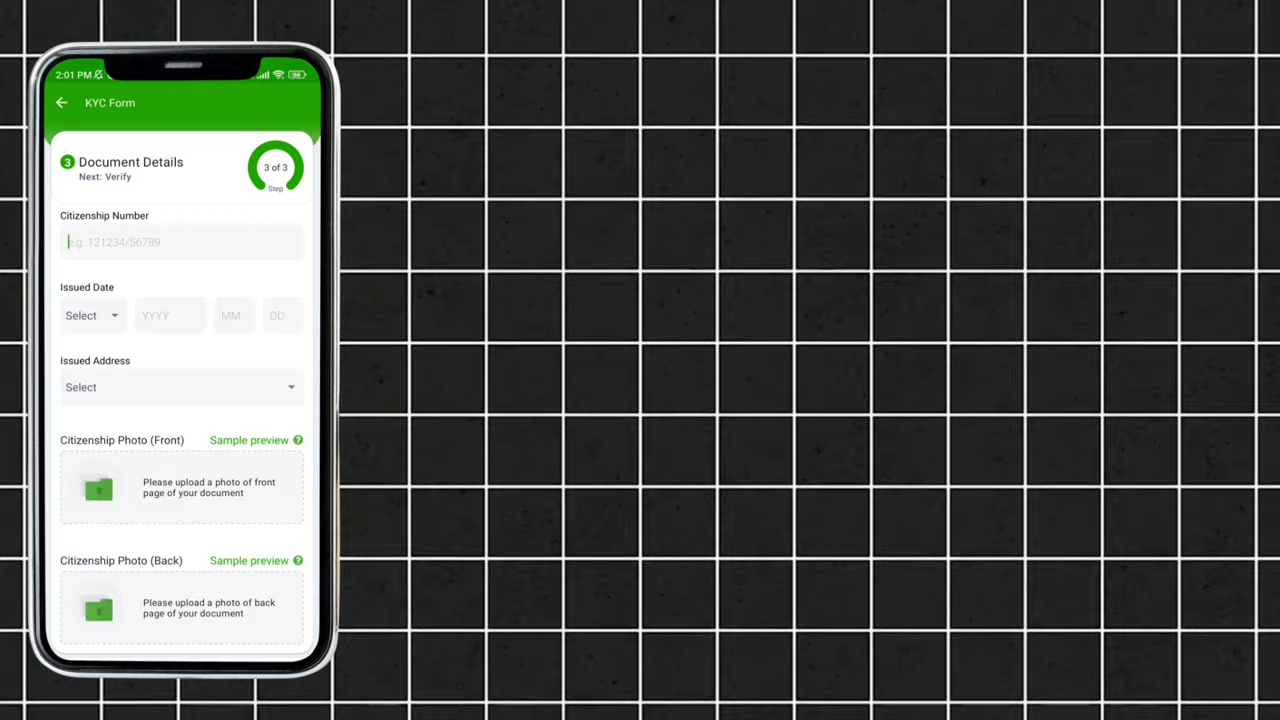 2:01 PM
84
KYC Form
3 Document Details
Next: Verify
3 of 3
Step
Citizenship Number
e.g. 121234/56789
Issued Date
Select YYYY MM DD
Issued Address
Select
Citizenship Photo (Front) Sample preview ?
Please upload a photo of front
page of your document
Citizenship Photo (Back) Sample preview ?
Please upload a photo of back
page of your document